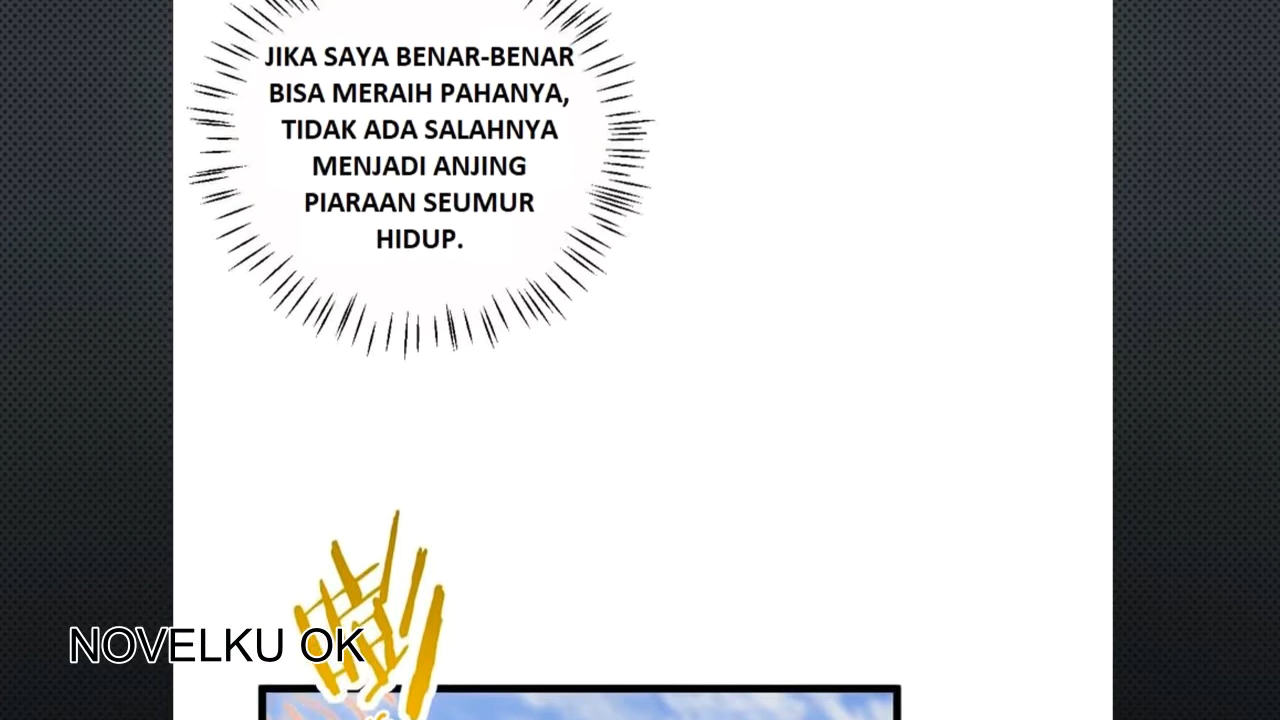 JIKA SAYA BENAR-BENAR
BISA MERAIH PAHANYA,
TIDAK ADA SALAHNYA
MENJADI ANJING
PIARAAN SEUMUR
HIDUP.
NOVELKU OK